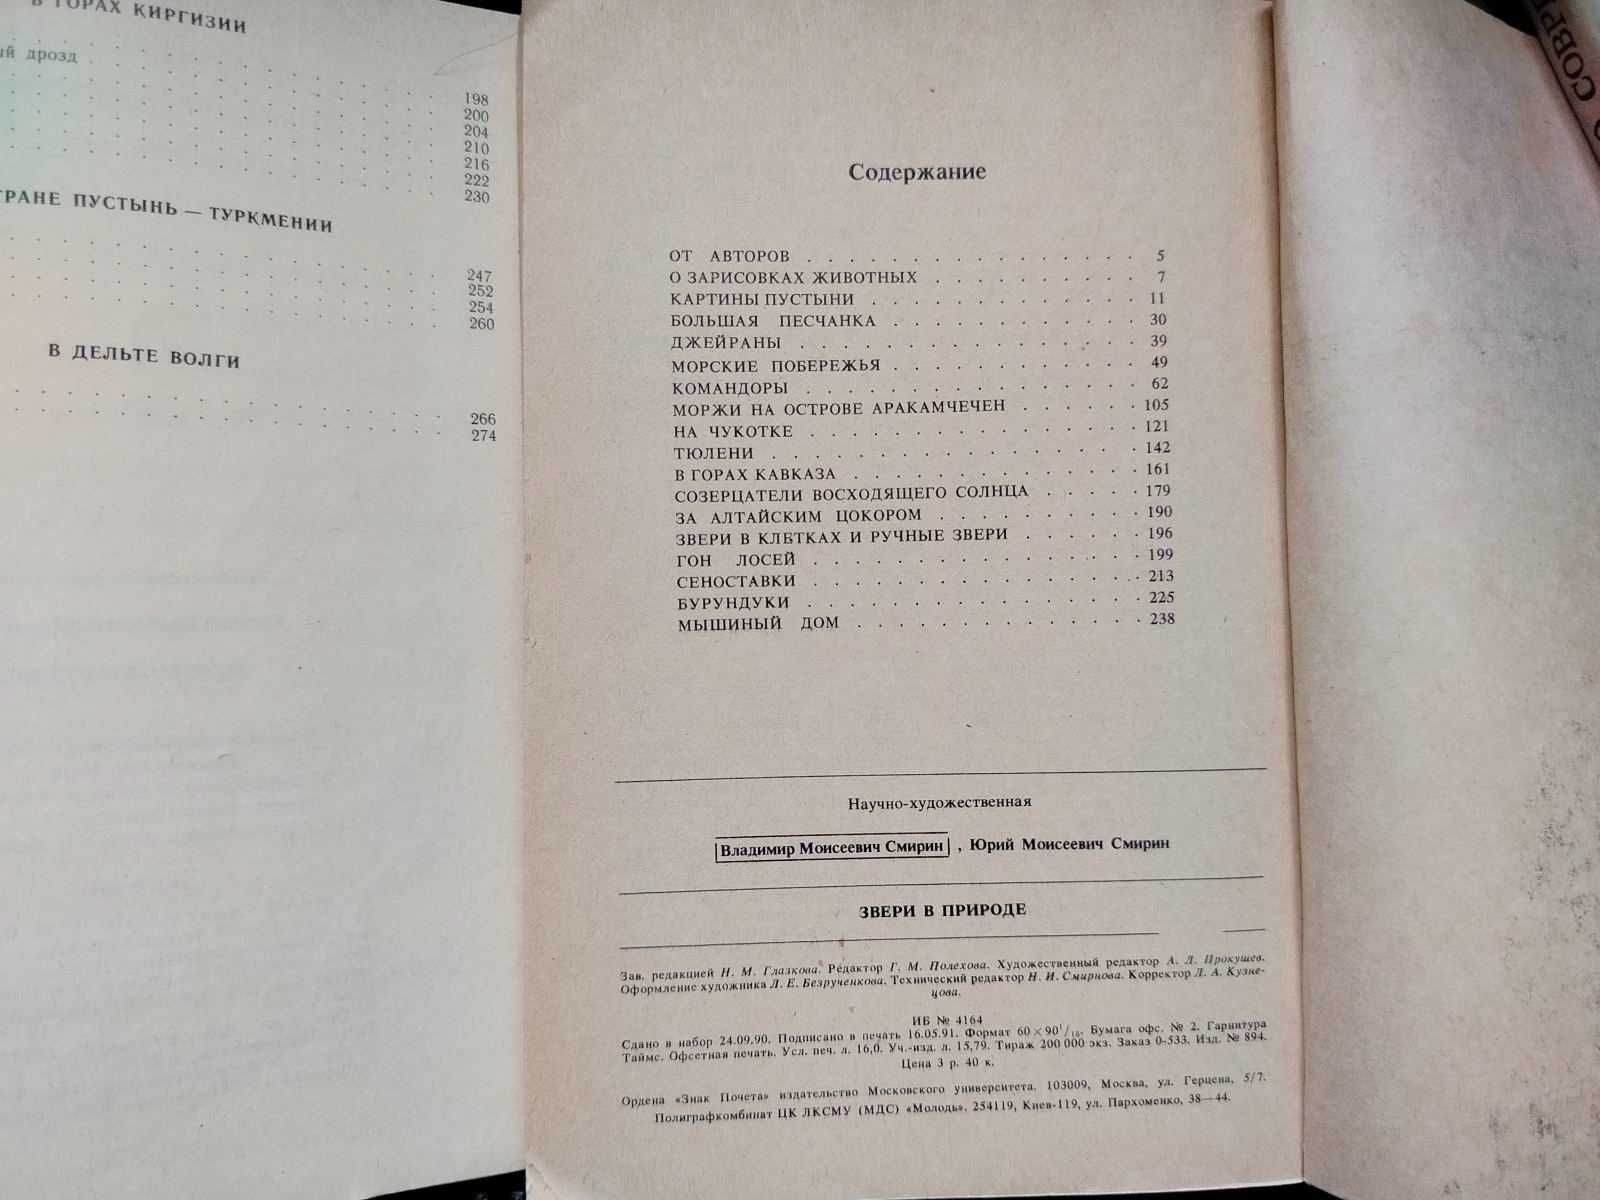 В ГОРАХ КИРГИЗИИ
дрозд
198
200
204
210
216
222
230
ПУСТЫНЬ — ТУРКМЕНИИ
247
252
254
260
В ДЕЛЬТЕ ВОЛГИ
266
274
Содержание
ОТ АВТОРОВ . . . . . . . . . . . . . . . . 5
О ЗАРИСОВКАХ ЖИВОТНЫХ . . . . . . . . . . 7
КАРТИНЫ ПУСТЫНИ . . . . . . . . . . . . . 11
БОЛЬШАЯ ПЕСЧАНКА . . . . . . . . . . . . 30
ДЖЕЙРАНЫ . . . . . . . . . . . . . . . . 39
МОРСКИЕ ПОБЕРЕЖЬЯ . . . . . . . . . . . . 49
КОМАНДОРЫ . . . . . . . . . . . . . . . . 62
МОРЖИ НА ОСТРОВЕ АРАКАМЧЕЧЕН . . . . . . 105
НА ЧУКОТКЕ . . . . . . . . . . . . . . . 121
ТЮЛЕНИ . . . . . . . . . . . . . . . . . 142
В ГОРАХ КАВКАЗА . . . . . . . . . . . . . 161
СОЗЕРЦАТЕЛИ ВОСХОДЯЩЕГО СОЛНЦА . . . . . 179
ЗА АЛТАЙСКИМ ЦОКОРОМ . . . . . . . . . . 190
ЗВЕРИ В КЛЕТКАХ И РУЧНЫЕ ЗВЕРИ . . . . . . 196
ГОН ЛОСЕЙ . . . . . . . . . . . . . . . . 199
СЕНОСТАВКИ . . . . . . . . . . . . . . . 213
БУРУНДУКИ . . . . . . . . . . . . . . . . 225
МЫШИНЫЙ ДОМ . . . . . . . . . . . . . . 238
Научно-художественная
Владимир Моисеевич Смирин , Юрий Моисеевич Смирин
ЗВЕРИ В ПРИРОДЕ
Зав. редакцией Н. М. Глазкова. Редактор Г. М. Полехова. Художественный редактор А. Л. Прокушев.
Оформление художника Л. Е. Безрученкова. Технический редактор Н. И. Смирнова. Корректор Л. А. Кузне-
цова.
ИБ № 4164
Сдано в набор 24.09.90. Подписано в печать 16.05.91. Формат 60×90¹/₁₆. Бумага офс. № 2. Гарнитура
Таймс. Офсетная печать. Усл. печ. л. 16,0. Уч.-изд. л. 15,79. Тираж 200 000 экз. Заказ 0-533. Изд. № 894.
Цена 3 р. 40 к.
Ордена «Знак Почета» издательство Московского университета. 103009, Москва, ул. Герцена, 5/7.
Полиграфкомбинат ЦК ЛКСМУ (МДС) «Молодь», 254119, Киев-119, ул. Пархоменко, 38—44.